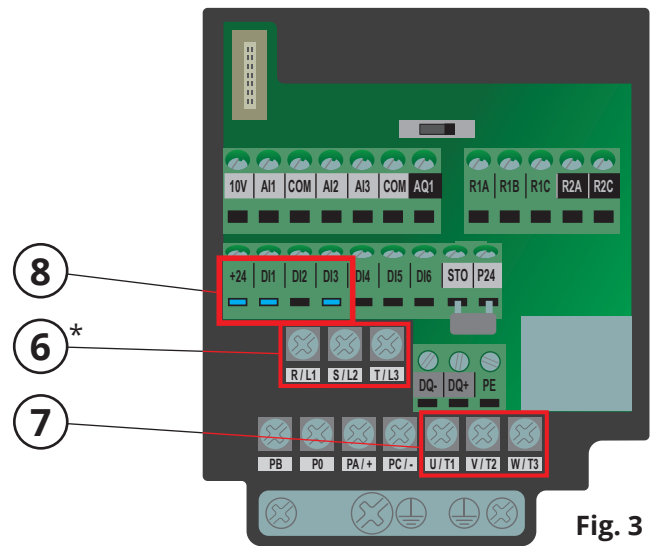 10V AI1 COM AI2 AI3 COM AQ1 R1A R1B R1C R2A R2C
8
+24 DI1 DI2 DI3 DI4 DI5 DI6 STO P24
6*
R/L1 S/L2 T/L3
DQ- DQ+ PE
7
PB P0 PA/+ PC/- U/T1 V/T2 W/T3
Fig. 3